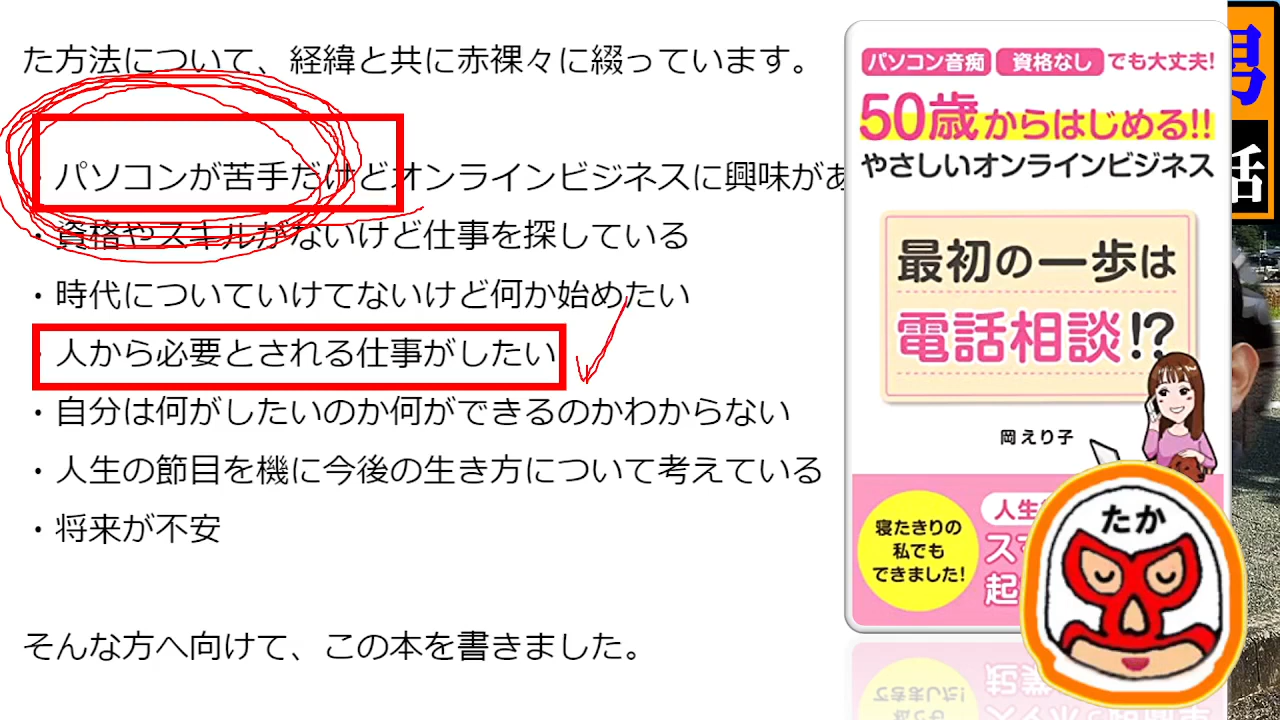 た方法について、経緯と共に赤裸々に綴っています。
・パソコンが苦手だけどオンラインビジネスに興味があ
・資格やスキルがないけど仕事を探している
・時代についていけてないけど何か始めたい
・人から必要とされる仕事がしたい
・自分は何がしたいのか何ができるのかわからない
・人生の節目を機に今後の生き方について考えている
・将来が不安
そんな方へ向けて、この本を書きました。
パソコン音痴 資格なし でも大丈夫!
50歳からはじめる!!
やさしいオンラインビジネス
最初の一歩は
電話相談!?
岡えり子
寝たきりの
私でも
できました!
人生
ス
起
たか
男
話